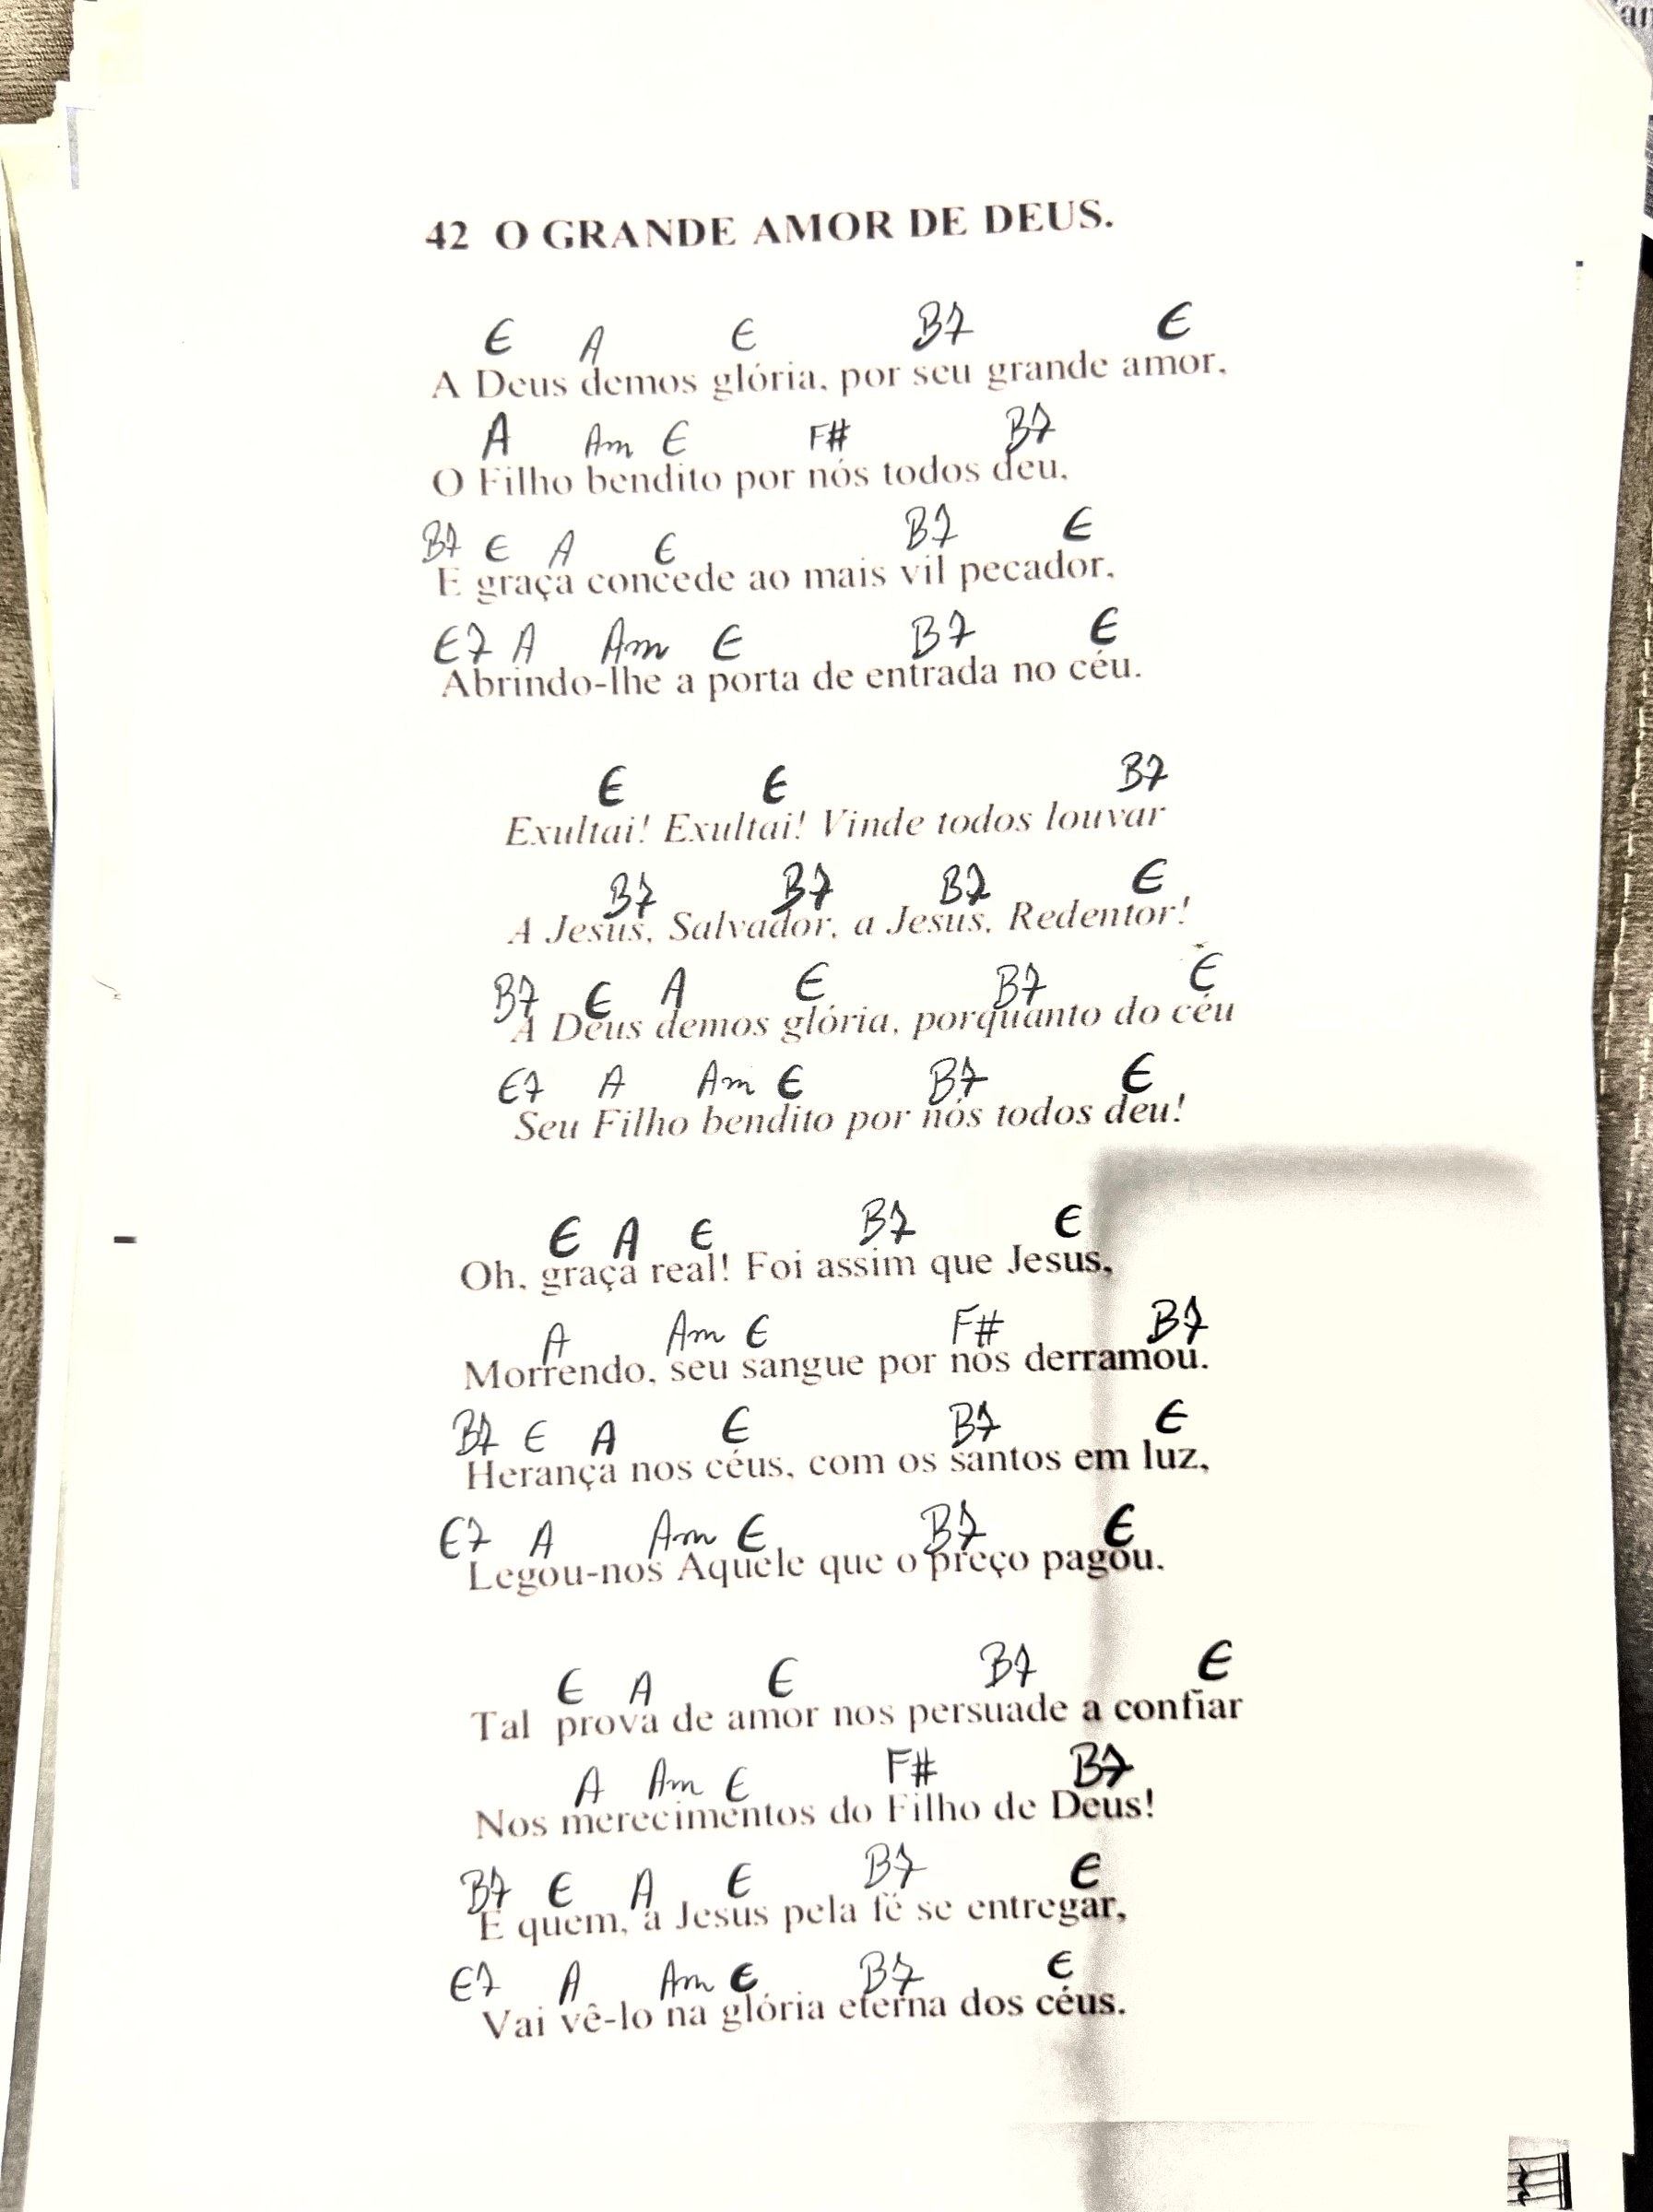 42 O GRANDE AMOR DE DEUS.
E A E B7 E
A Deus demos glória, por seu grande amor,
A Am E F# B7
O Filho bendito por nós todos deu,
B7 E A E B7 E
E graça concede ao mais vil pecador,
E7 A Am E B7 E
Abrindo-lhe a porta de entrada no céu.
E E B7
Exultai! Exultai! Vinde todos louvar
B7 B7 B7 E
A Jesus, Salvador, a Jesus, Redentor!
B7 E A E B7 E
A Deus demos glória, porquanto do céu
E7 A Am E B7 E
Seu Filho bendito por nós todos deu!
E A E B7 E
Oh, graça real! Foi assim que Jesus,
A Am E F# B7
Morrendo, seu sangue por nós derramou.
B7 E A E B7 E
Herança nos céus, com os santos em luz,
E7 A Am E B7 E
Legou-nos Aquele que o preço pagou.
E A E B7 E
Tal prova de amor nos persuade a confiar
A Am E F# B7
Nos merecimentos do Filho de Deus!
B7 E A E B7 E
E quem, a Jesus pela fé se entregar,
E7 A Am E B7 E
Vai vê-lo na glória eterna dos céus.